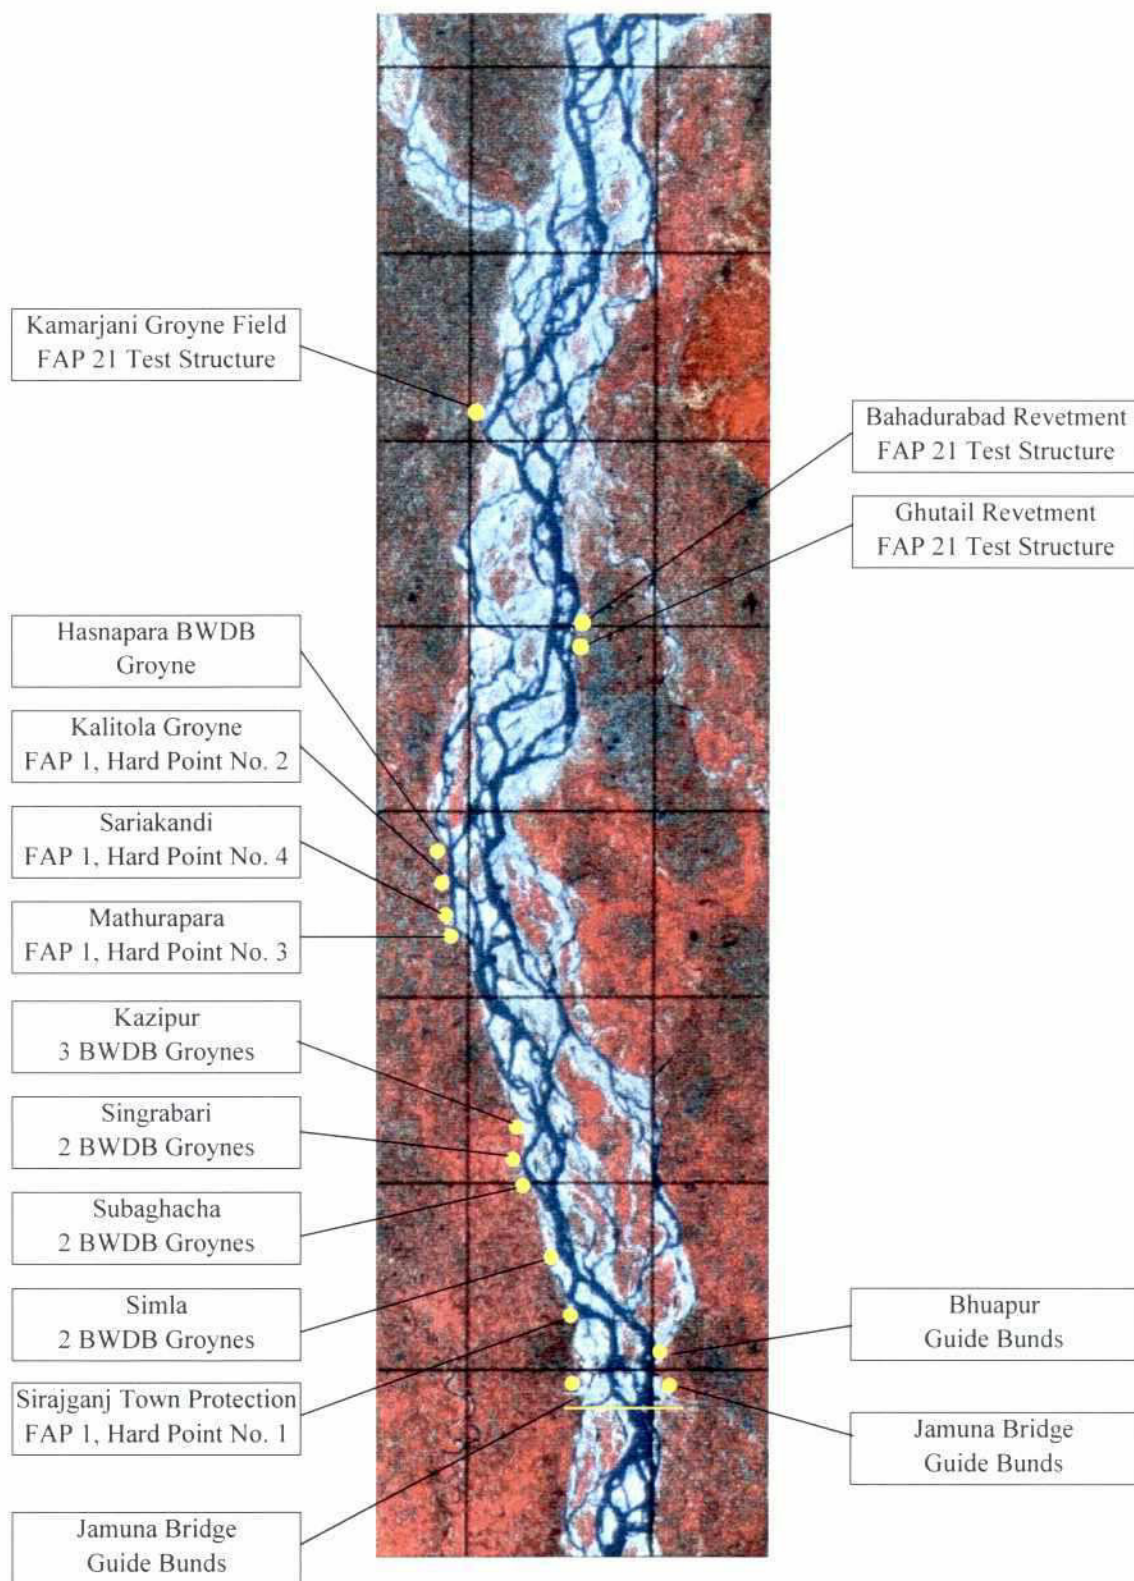 Kamarjani Groyne Field
FAP 21 Test Structure
Bahadurabad Revetment
FAP 21 Test Structure
Ghutail Revetment
FAP 21 Test Structure
Hasnapara BWDB
Groyne
Kalitola Groyne
FAP 1, Hard Point No. 2
Sariakandi
FAP 1, Hard Point No. 4
Mathurapara
FAP 1, Hard Point No. 3
Kazipur
3 BWDB Groynes
Singrabari
2 BWDB Groynes
Subaghacha
2 BWDB Groynes
Simla
2 BWDB Groynes
Sirajganj Town Protection
FAP 1, Hard Point No. 1
Jamuna Bridge
Guide Bunds
Bhuapur
Guide Bunds
Jamuna Bridge
Guide Bunds